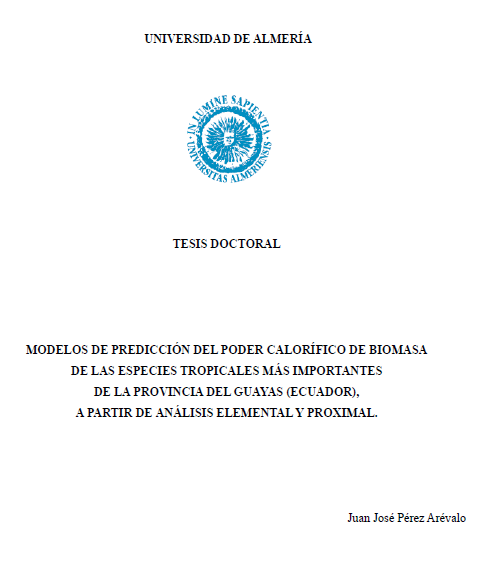 UNIVERSIDAD DE ALMERÍA
IN LUMINE SAPIENTIA
UNIVERSITAS ALMERIENSIS
TESIS DOCTORAL
MODELOS DE PREDICCIÓN DEL PODER CALORÍFICO DE BIOMASA
DE LAS ESPECIES TROPICALES MÁS IMPORTANTES
DE LA PROVINCIA DEL GUAYAS (ECUADOR),
A PARTIR DE ANÁLISIS ELEMENTAL Y PROXIMAL.
Juan José Pérez Arévalo